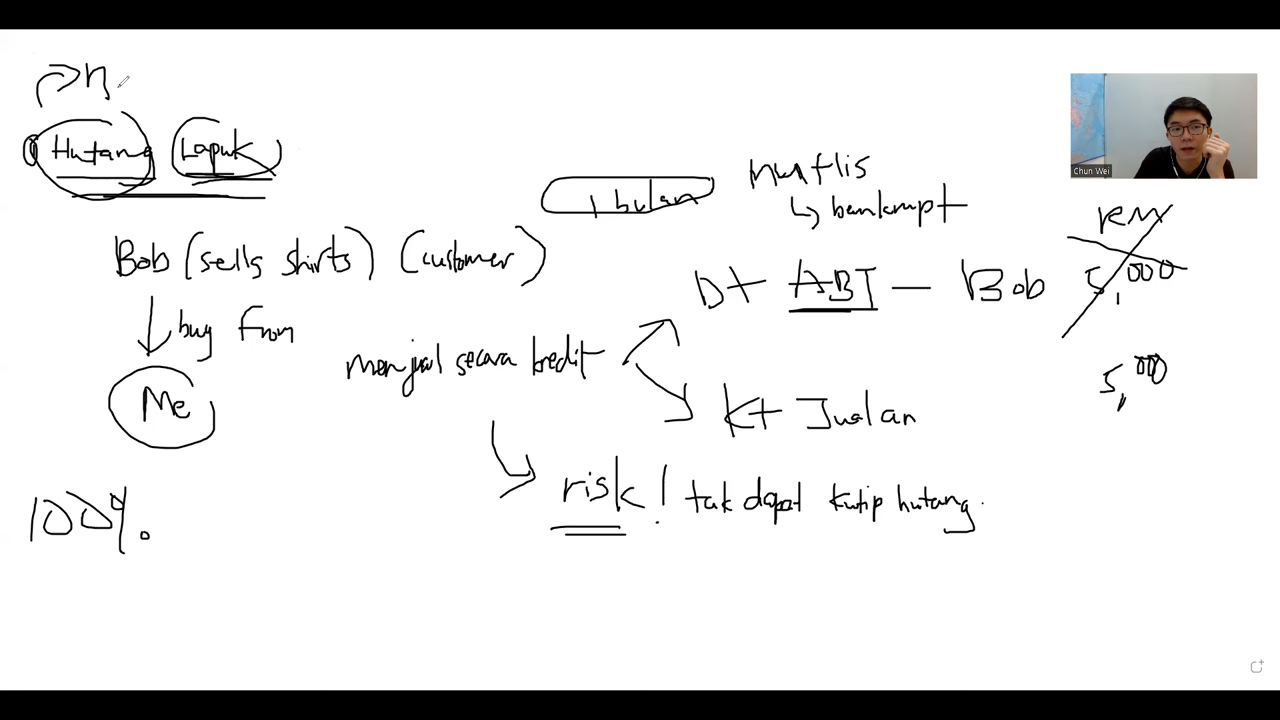 n
Hutang Lapuk
1 bulan
muflis
↳ bankrupt
Bob (sells shirts) (customer)
↓ buy from
Me
menjual secara kredit
Dt ABT — Bob
RM
5,000
5,000
Kt Jualan
risk! tak dapat kutip hutang.
100%
Chun Wei